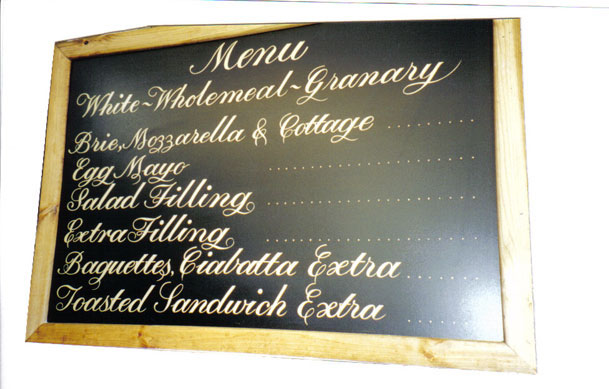 Menu
White~Wholemeal~Granary
Brie, Mozzarella & Cottage ..........
Egg Mayo ....................
Salad Filling ....................
Extra Filling ....................
Baguettes, Ciabatta Extra ........
Toasted Sandwich Extra ........